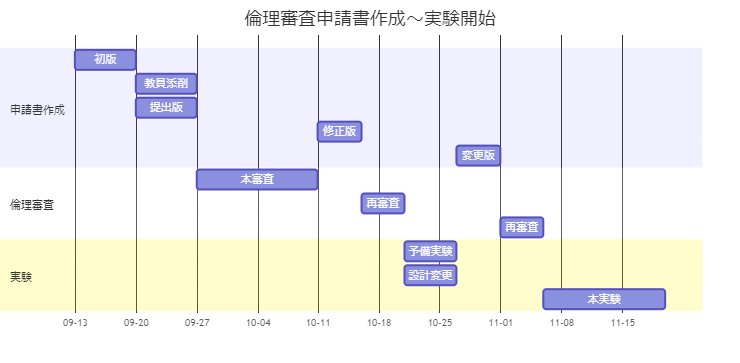 倫理審査申請書作成～実験開始
申請書作成
初版
教員添削
提出版
修正版
変更版
倫理審査
本審査
再審査
再審査
実験
予備実験
設計変更
本実験
09-13 09-20 09-27 10-04 10-11 10-18 10-25 11-01 11-08 11-15